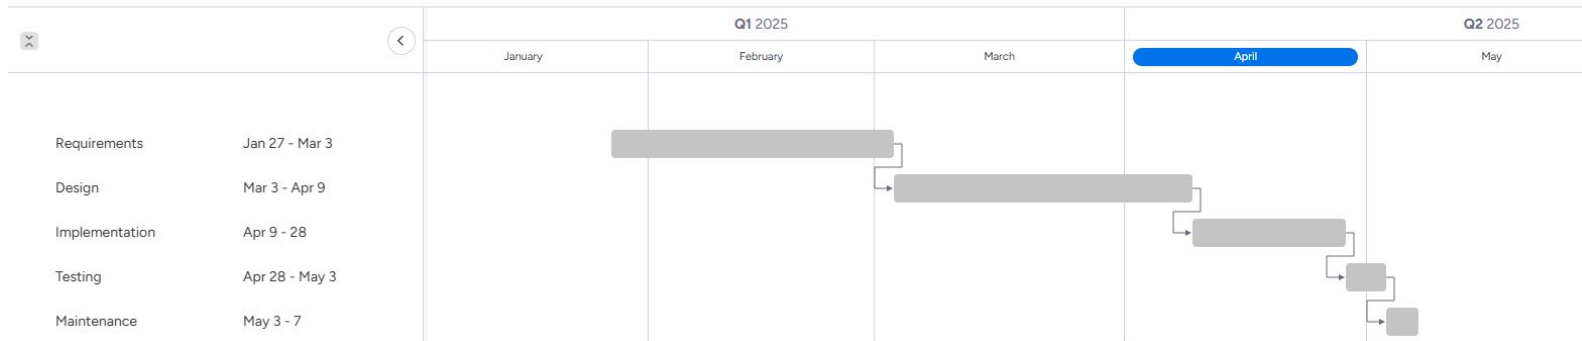 Q1 2025 Q2 2025
January February March April May
Requirements Jan 27 - Mar 3
Design Mar 3 - Apr 9
Implementation Apr 9 - 28
Testing Apr 28 - May 3
Maintenance May 3 - 7